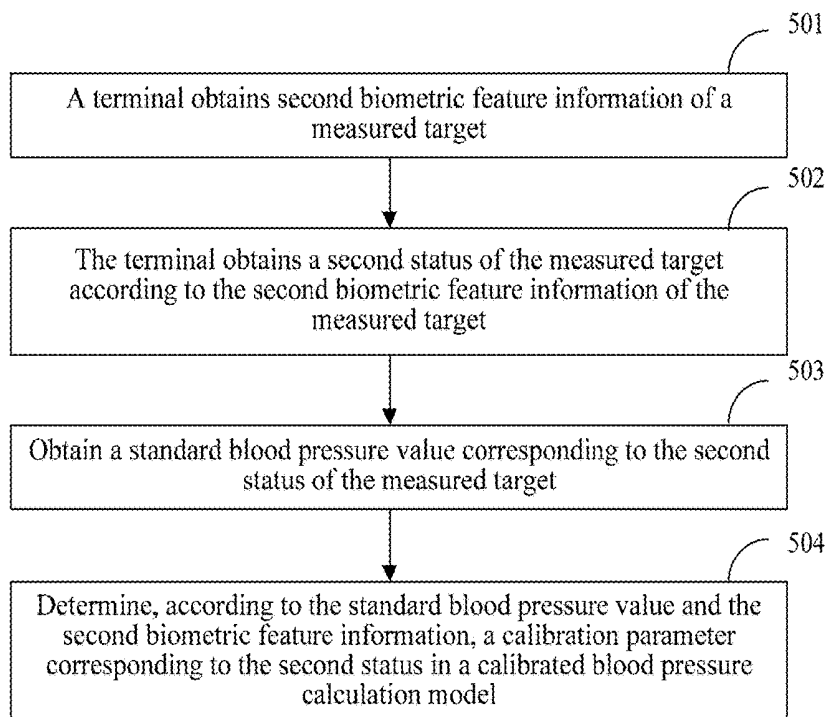 501
A terminal obtains second biometric feature information of a
measured target
502
The terminal obtains a second status of the measured target
according to the second biometric feature information of the
measured target
503
Obtain a standard blood pressure value corresponding to the second
status of the measured target
504
Determine, according to the standard blood pressure value and the
second biometric feature information, a calibration parameter
corresponding to the second status in a calibrated blood pressure
calculation model